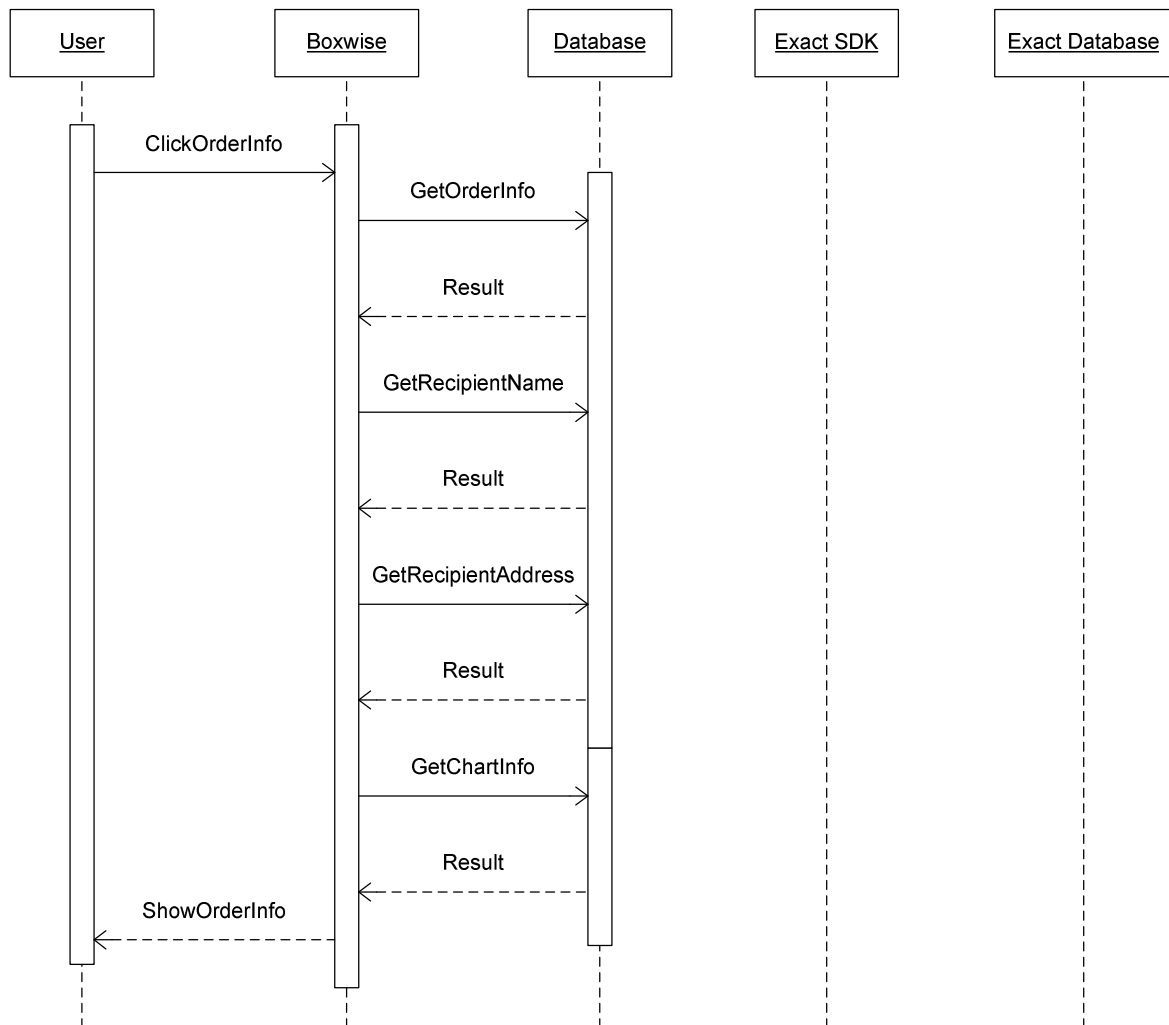 User
Boxwise
Database
Exact SDK
Exact Database
ClickOrderInfo
GetOrderInfo
Result
GetRecipientName
Result
GetRecipientAddress
Result
GetChartInfo
Result
ShowOrderInfo